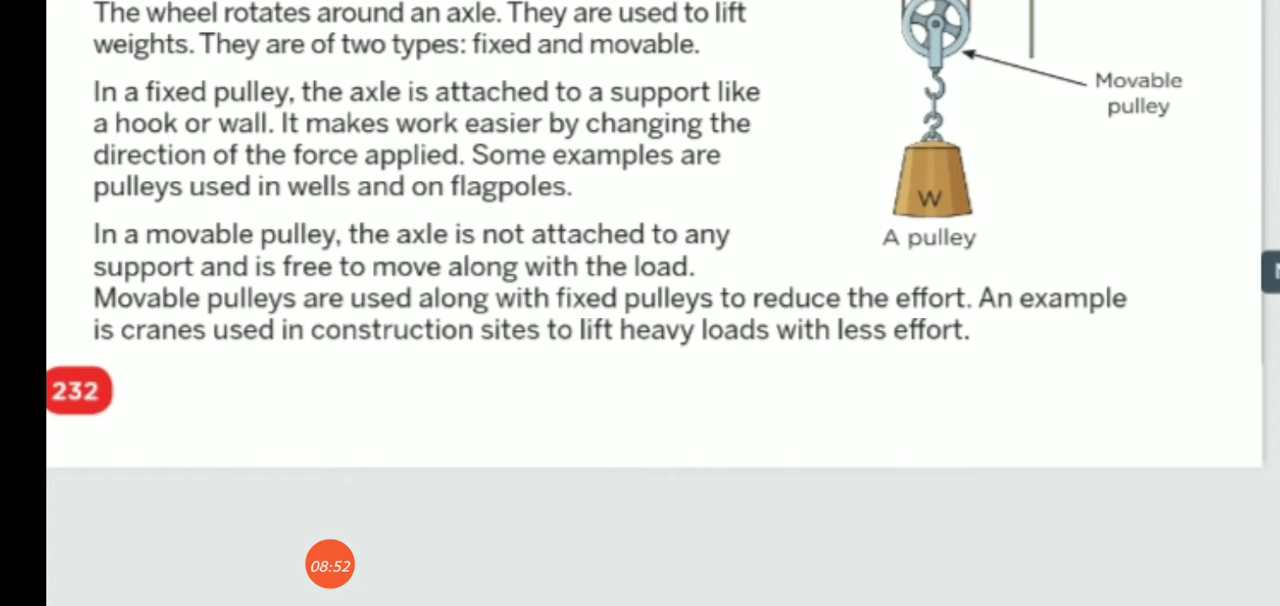 The wheel rotates around an axle. They are used to lift
weights. They are of two types: fixed and movable.
In a fixed pulley, the axle is attached to a support like
a hook or wall. It makes work easier by changing the
direction of the force applied. Some examples are
pulleys used in wells and on flagpoles.
In a movable pulley, the axle is not attached to any
support and is free to move along with the load.
Movable pulleys are used along with fixed pulleys to reduce the effort. An example
is cranes used in construction sites to lift heavy loads with less effort.
Movable
pulley
W
A pulley
232
08:52